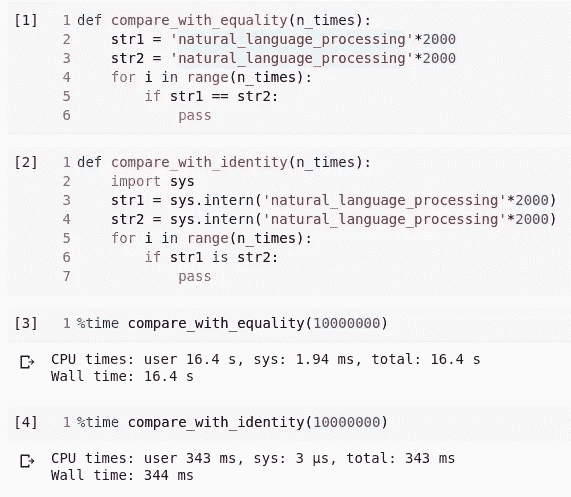 [1] 1 def compare_with_equality(n_times):
2     str1 = 'natural_language_processing'*2000
3     str2 = 'natural_language_processing'*2000
4     for i in range(n_times):
5         if str1 == str2:
6             pass
[2] 1 def compare_with_identity(n_times):
2     import sys
3     str1 = sys.intern('natural_language_processing'*2000)
4     str2 = sys.intern('natural_language_processing'*2000)
5     for i in range(n_times):
6         if str1 is str2:
7             pass
[3] 1 %time compare_with_equality(10000000)
CPU times: user 16.4 s, sys: 1.94 ms, total: 16.4 s
Wall time: 16.4 s
[4] 1 %time compare_with_identity(10000000)
CPU times: user 343 ms, sys: 3 µs, total: 343 ms
Wall time: 344 ms